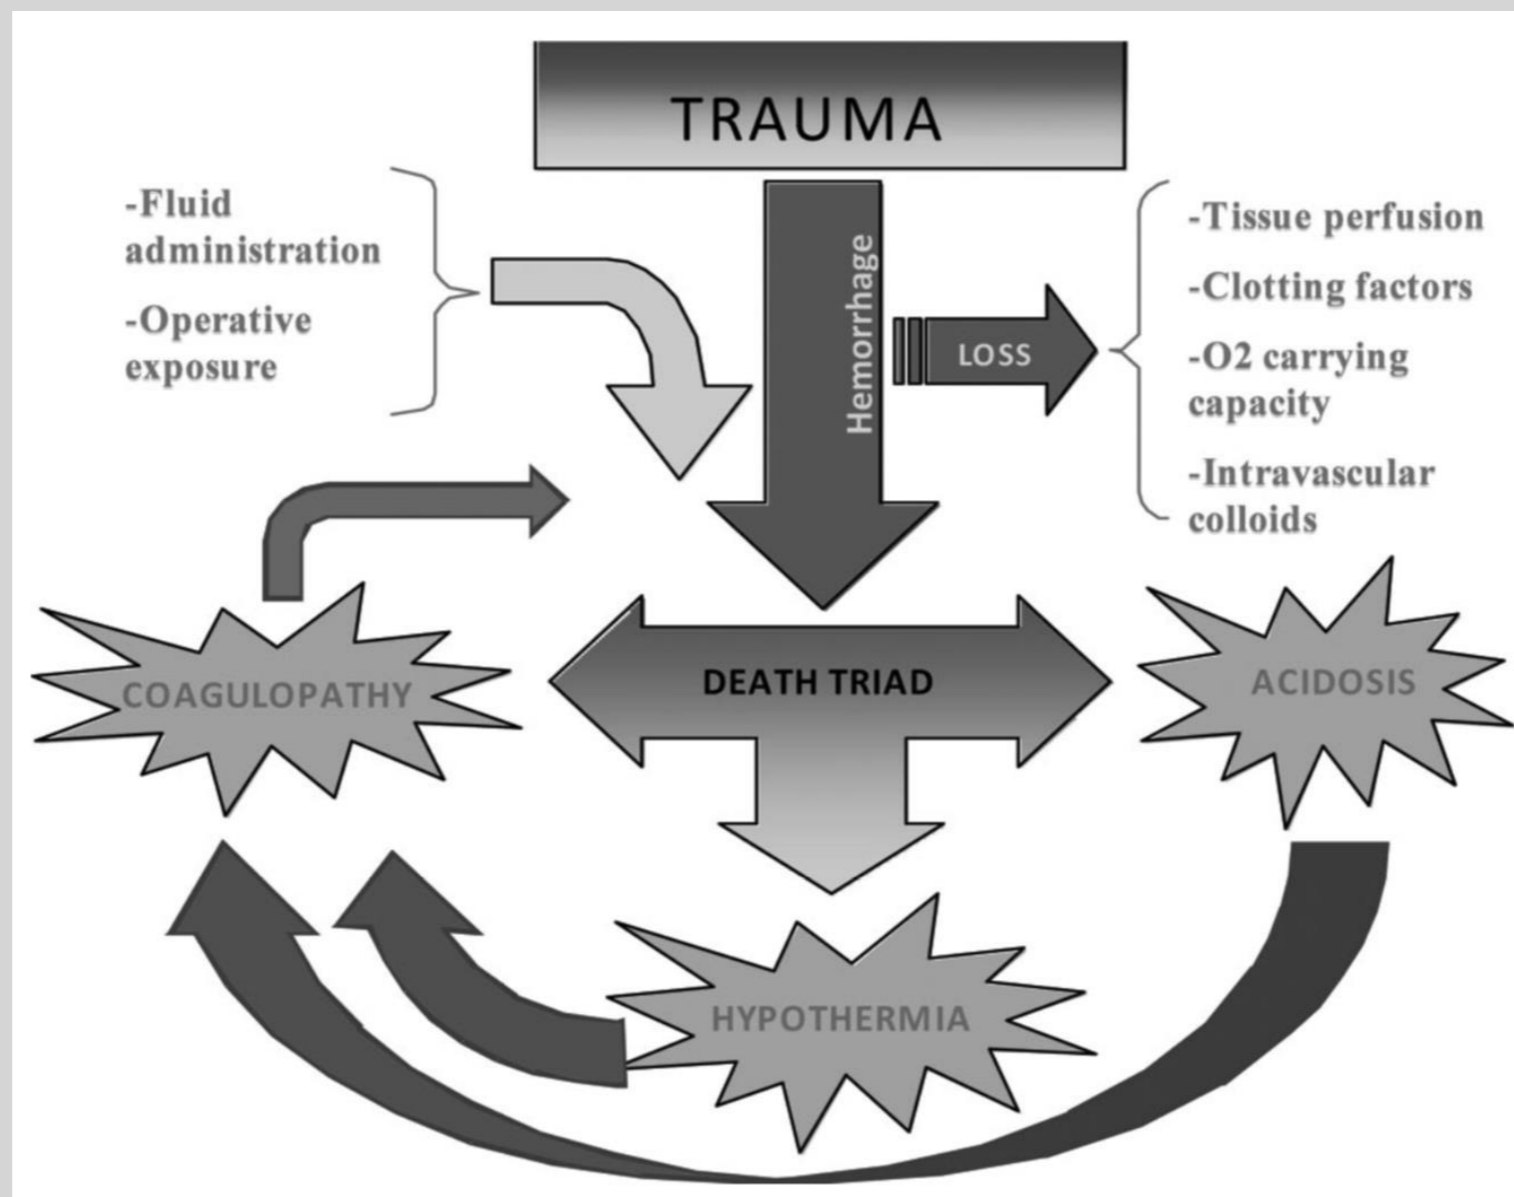 TRAUMA
-Fluid
administration
-Operative
exposure
Hemorrhage
LOSS
-Tissue perfusion
-Clotting factors
-O2 carrying
capacity
-Intravascular
colloids
COAGULOPATHY
DEATH TRIAD
ACIDOSIS
HYPOTHERMIA